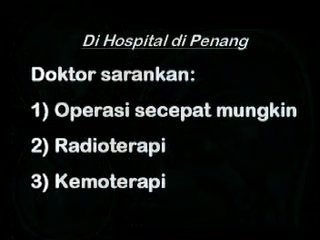 Di Hospital di Penang
Doktor sarankan:
1) Operasi secepat mungkin
2) Radioterapi
3) Kemoterapi